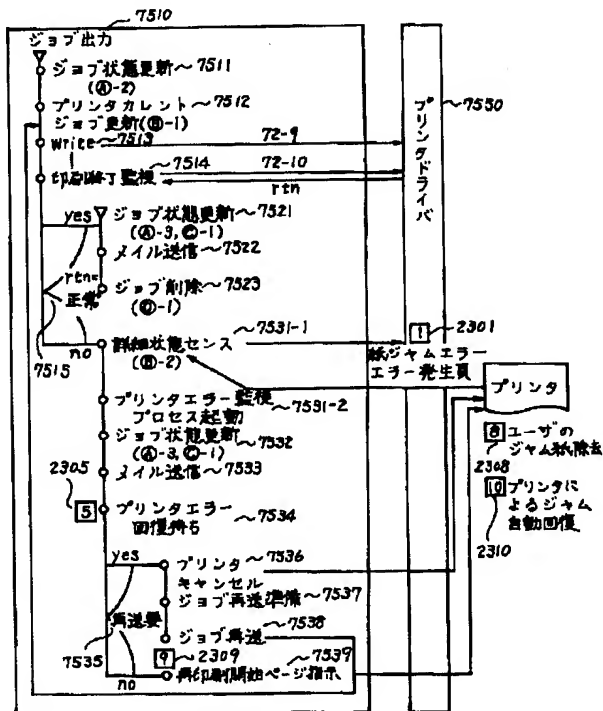 7510
ジョブ出力
ジョブ状態更新~7511
(Ⓐ-2)
プリンタカレント~7512
ジョブ更新(Ⓑ-1)
write~7513
72-9
印刷終了監視
7514
72-10
rtn
プリンタドライバ
7550
yes
ジョブ状態更新~7521
(Ⓐ-3,Ⓒ-1)
メイル送信~7522
rtn=
正常
ジョブ削除~7523
(Ⓒ-1)
7515
no
詳細状態センス
(Ⓑ-2)
7531-1
1
2301
紙ジャムエラー
エラー発生頁
プリンタ
プリンタエラー監視
プロセス起動
7531-2
ジョブ状態更新
(Ⓐ-3,Ⓒ-1)
7532
メイル送信~7533
8
ユーザの
ジャム紙除去
2308
2305
5
プリンタエラー
回復待ち
7534
10
プリンタに
よるジャム
自動回復
2310
yes
プリンタ~7536
キャンセル
ジョブ再送準備
7537
再送要
ジョブ再送
7538
7535
9
2309
7539
no
再印刷開始ページ指示